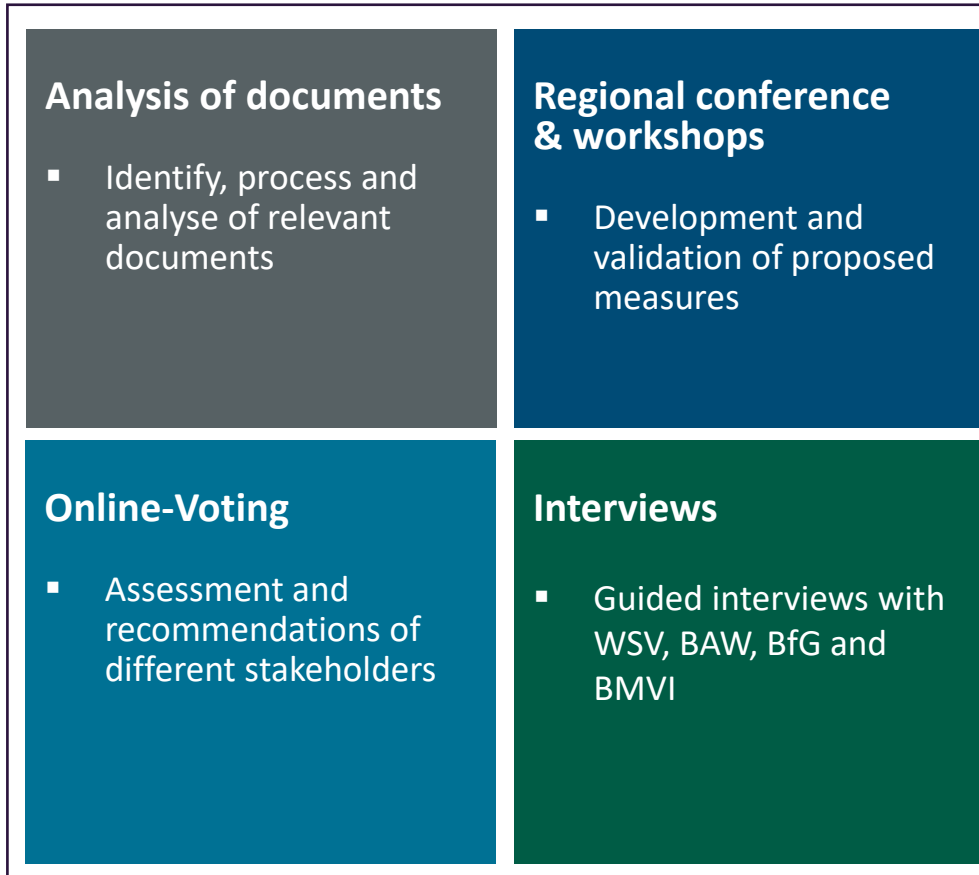 Analysis of documents
▪ Identify, process and
analyse of relevant
documents
Regional conference
& workshops
▪ Development and
validation of proposed
measures
Online-Voting
▪ Assessment and
recommendations of
different stakeholders
Interviews
▪ Guided interviews with
WSV, BAW, BfG and
BMVI